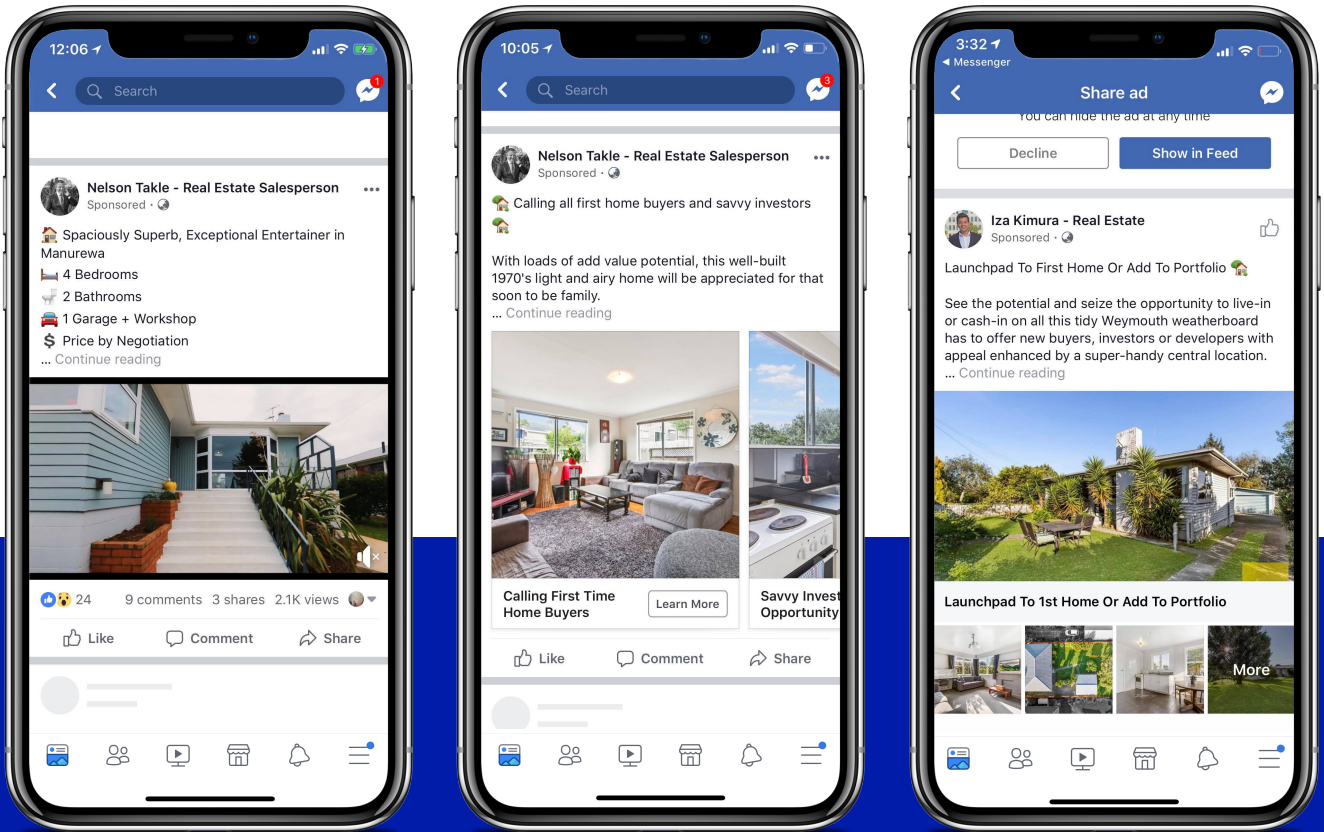 12:06
1
Search
Nelson Takle - Real Estate Salesperson
Sponsored ·
🏠 Spaciously Superb, Exceptional Entertainer in
Manurewa
🛏 4 Bedrooms
🚽 2 Bathrooms
🚘 1 Garage + Workshop
💲 Price by Negotiation
... Continue reading
24 9 comments 3 shares 2.1K views
Like Comment Share
10:05
3
Search
Nelson Takle - Real Estate Salesperson
Sponsored ·
🏡 Calling all first home buyers and savvy investors
🏡
With loads of add value potential, this well-built
1970's light and airy home will be appreciated for that
soon to be family.
... Continue reading
Calling First Time
Home Buyers
Learn More
Savvy Invest
Opportunity
Like Comment Share
3:32
Messenger
Share ad
You can hide the ad at any time
Decline Show in Feed
Iza Kimura - Real Estate
Sponsored ·
Launchpad To First Home Or Add To Portfolio 🏡
See the potential and seize the opportunity to live-in
or cash-in on all this tidy Weymouth weatherboard
has to offer new buyers, investors or developers with
appeal enhanced by a super-handy central location.
... Continue reading
Launchpad To 1st Home Or Add To Portfolio
More